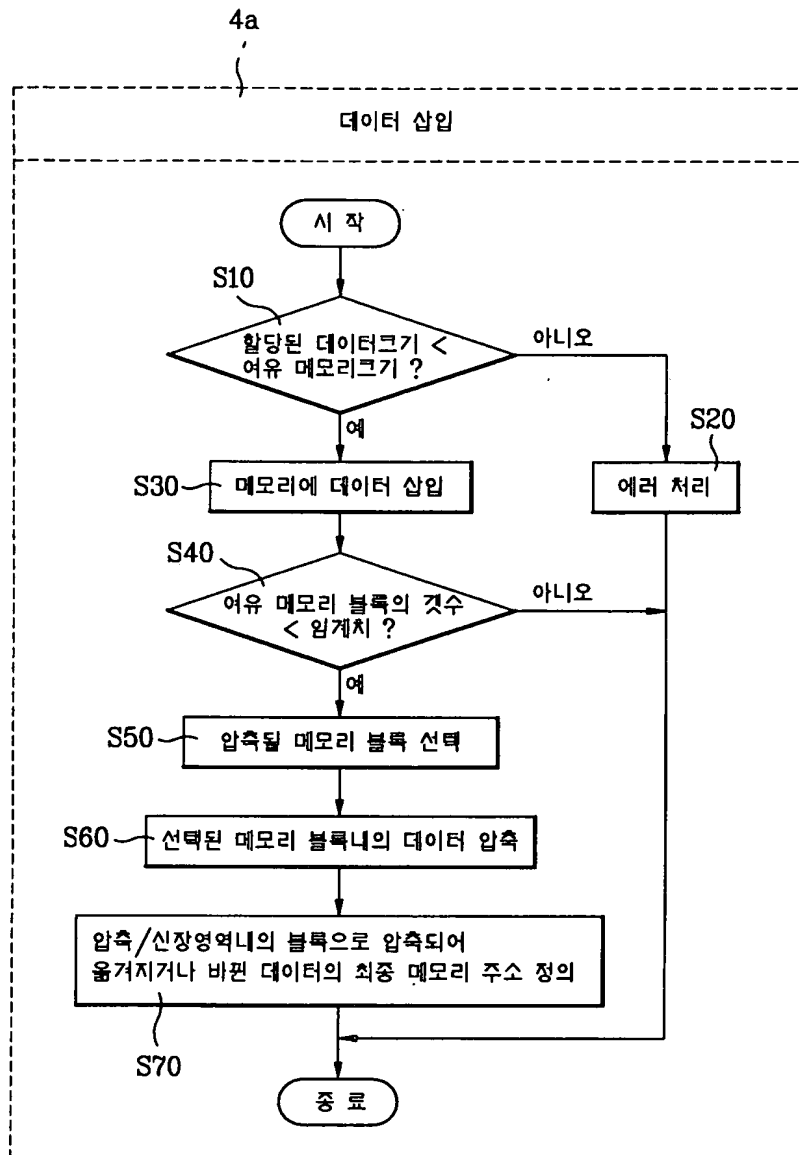 4a
데이터 삽입
시 작
S10
할당된 데이터크기 <
여유 메모리크기 ?
아니오
예
S20
에러 처리
S30
메모리에 데이터 삽입
S40
여유 메모리 블록의 갯수
< 임계치 ?
아니오
예
S50
압축될 메모리 블록 선택
S60
선택된 메모리 블록내의 데이터 압축
압축/신장영역내의 블록으로 압축되어
옮겨지거나 바뀐 데이터의 최종 메모리 주소 정의
S70
종 료